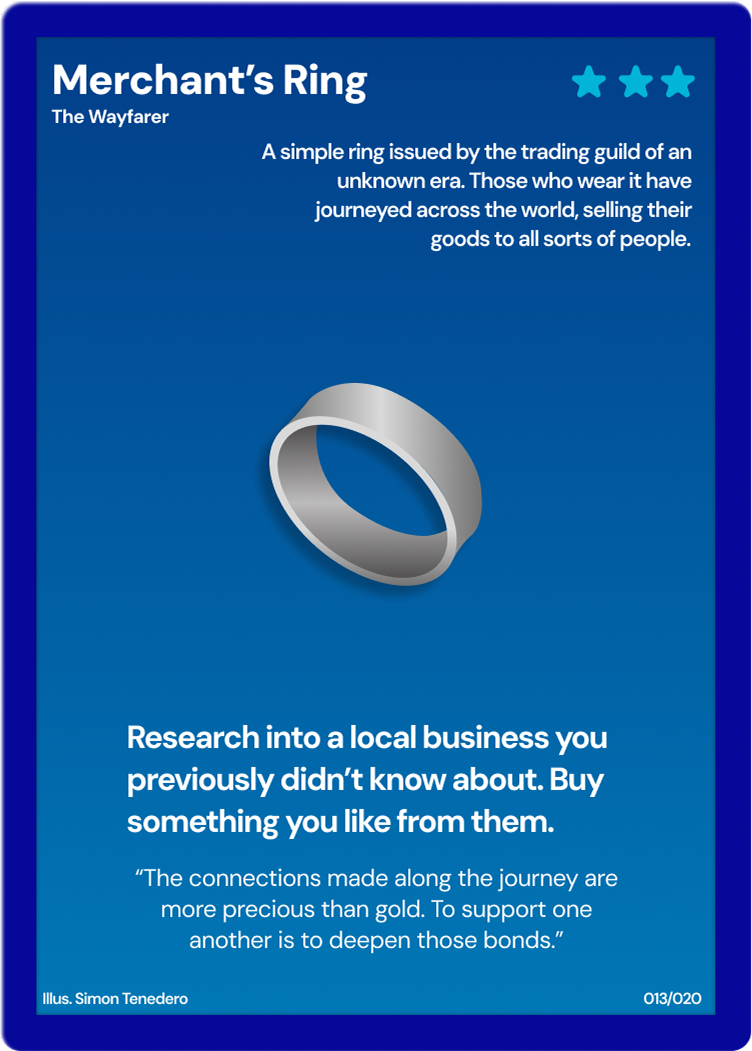 Merchant’s Ring
The Wayfarer
A simple ring issued by the trading guild of an
unknown era. Those who wear it have
journeyed across the world, selling their
goods to all sorts of people.
Research into a local business you
previously didn’t know about. Buy
something you like from them.
“The connections made along the journey are
more precious than gold. To support one
another is to deepen those bonds.”
Illus. Simon Tenedero
013/020